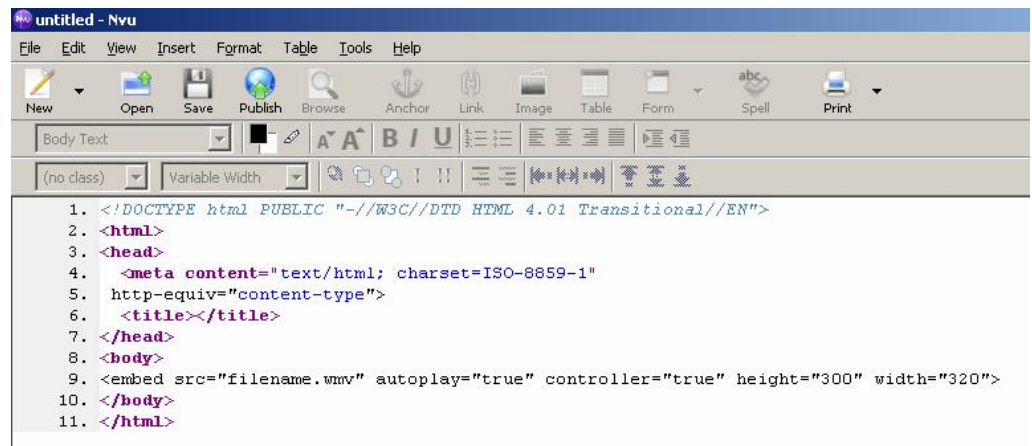 untitled - Nvu
File Edit View Insert Format Table Tools Help
New Open Save Publish Browse Anchor Link Image Table Form Spell Print
Body Text
(no class) Variable Width
1. <!DOCTYPE html PUBLIC "-//W3C//DTD HTML 4.01 Transitional//EN">
2. <html>
3. <head>
4.   <meta content="text/html; charset=ISO-8859-1"
5.  http-equiv="content-type">
6.   <title></title>
7. </head>
8. <body>
9. <embed src="filename.wmv" autoplay="true" controller="true" height="300" width="320">
10. </body>
11. </html>